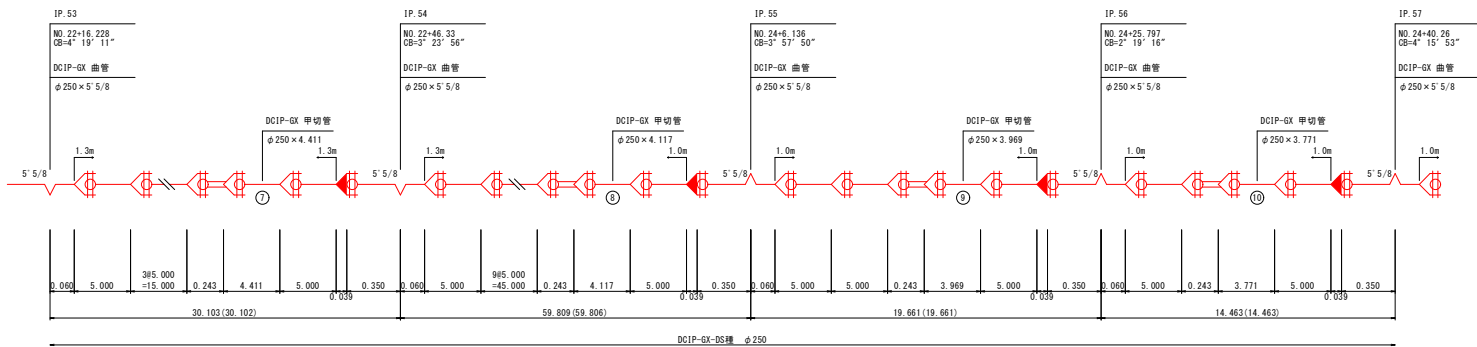 IP.53
NO.22+16.228
CB=4° 19′ 11″
DCIP-GX 曲管
φ250×5°5/8
IP.54
NO.22+46.33
CB=3° 23′ 56″
DCIP-GX 曲管
φ250×5°5/8
IP.55
NO.24+6.136
CB=3° 57′ 50″
DCIP-GX 曲管
φ250×5°5/8
IP.56
NO.24+25.797
CB=2° 19′ 16″
DCIP-GX 曲管
φ250×5°5/8
IP.57
NO.24+40.26
CB=4° 15′ 53″
DCIP-GX 曲管
φ250×5°5/8
DCIP-GX 甲切管
φ250×4.411
DCIP-GX 甲切管
φ250×4.117
DCIP-GX 甲切管
φ250×3.969
DCIP-GX 甲切管
φ250×3.771
5°5/8 1.3m 1.3m 5°5/8 1.3m 1.0m 5°5/8 1.0m 1.0m 5°5/8 1.0m 1.0m 5°5/8 1.0m
⑦ ⑧ ⑨ ⑩
3@5.000 9@5.000
0.060 5.000 =15.000 0.243 4.411 5.000 0.039 0.350 0.060 5.000 =45.000 0.243 4.117 5.000 0.039 0.350 0.060 5.000 5.000 0.243 3.969 5.000 0.039 0.350 0.060 5.000 0.243 3.771 5.000 0.039 0.350
30.103(30.102) 59.809(59.806) 19.661(19.661) 14.463(14.463)
DCIP-GX-DS種 φ250